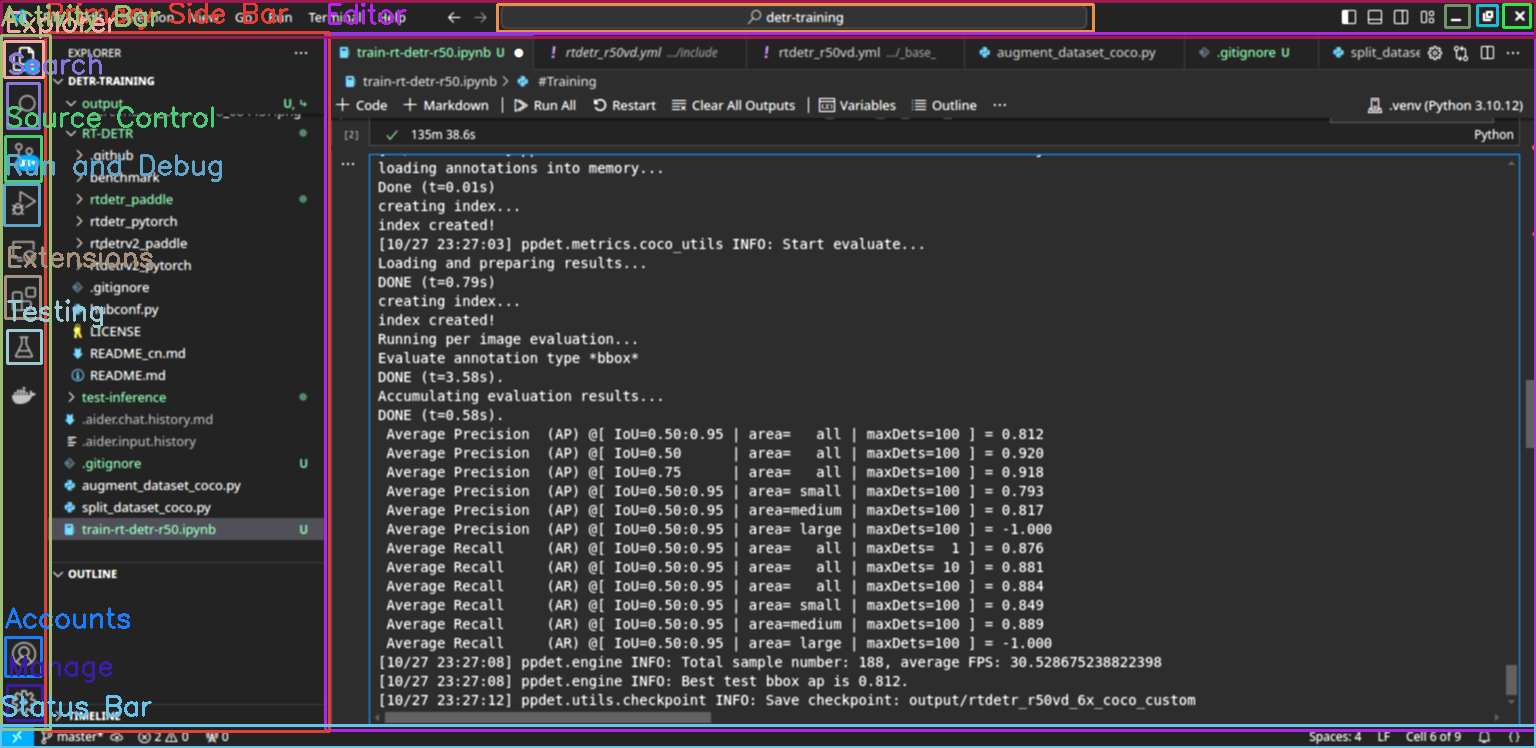 Activity Bar
Primary Side Bar
Editor
Run
Help
detr-training
Explorer
EXPLORER
Search
DETR-TRAINING
output U,
Source Control
RT-DETR
.github
Run and Debug
benchmark
rtdetr_paddle
rtdetr_pytorch
rtdetrv2_paddle
Extensions
rtdetrv2_pytorch
.gitignore
Testing
hubconf.py
LICENSE
README_cn.md
README.md
test-inference
.aider.chat.history.md
.aider.input.history
.gitignore U
augment_dataset_coco.py
split_dataset_coco.py
train-rt-detr-r50.ipynb U
OUTLINE
Accounts
Manage
Status Bar
TIMELINE
train-rt-detr-r50.ipynb U
rtdetr_r50vd.yml .../include
rtdetr_r50vd.yml .../_base_
augment_dataset_coco.py
.gitignore U
split_datase
train-rt-detr-r50.ipynb > #Training
+ Code + Markdown | Run All Restart Clear All Outputs | Variables Outline ...
.venv (Python 3.10.12)
[2] 135m 38.6s
Python
loading annotations into memory...
Done (t=0.01s)
creating index...
index created!
[10/27 23:27:03] ppdet.metrics.coco_utils INFO: Start evaluate...
Loading and preparing results...
DONE (t=0.79s)
creating index...
index created!
Running per image evaluation...
Evaluate annotation type *bbox*
DONE (t=3.58s).
Accumulating evaluation results...
DONE (t=0.58s).
Average Precision (AP) @[ IoU=0.50:0.95 | area= all | maxDets=100 ] = 0.812
Average Precision (AP) @[ IoU=0.50 | area= all | maxDets=100 ] = 0.920
Average Precision (AP) @[ IoU=0.75 | area= all | maxDets=100 ] = 0.918
Average Precision (AP) @[ IoU=0.50:0.95 | area= small | maxDets=100 ] = 0.793
Average Precision (AP) @[ IoU=0.50:0.95 | area=medium | maxDets=100 ] = 0.817
Average Precision (AP) @[ IoU=0.50:0.95 | area= large | maxDets=100 ] = -1.000
Average Recall (AR) @[ IoU=0.50:0.95 | area= all | maxDets= 1 ] = 0.876
Average Recall (AR) @[ IoU=0.50:0.95 | area= all | maxDets= 10 ] = 0.881
Average Recall (AR) @[ IoU=0.50:0.95 | area= all | maxDets=100 ] = 0.884
Average Recall (AR) @[ IoU=0.50:0.95 | area= small | maxDets=100 ] = 0.849
Average Recall (AR) @[ IoU=0.50:0.95 | area=medium | maxDets=100 ] = 0.889
Average Recall (AR) @[ IoU=0.50:0.95 | area= large | maxDets=100 ] = -1.000
[10/27 23:27:08] ppdet.engine INFO: Total sample number: 188, average FPS: 30.528675238822398
[10/27 23:27:08] ppdet.engine INFO: Best test bbox ap is 0.812.
[10/27 23:27:12] ppdet.utils.checkpoint INFO: Save checkpoint: output/rtdetr_r50vd_6x_coco_custom
master* 2 0 0
Spaces: 4 LF Cell 6 of 9 {}